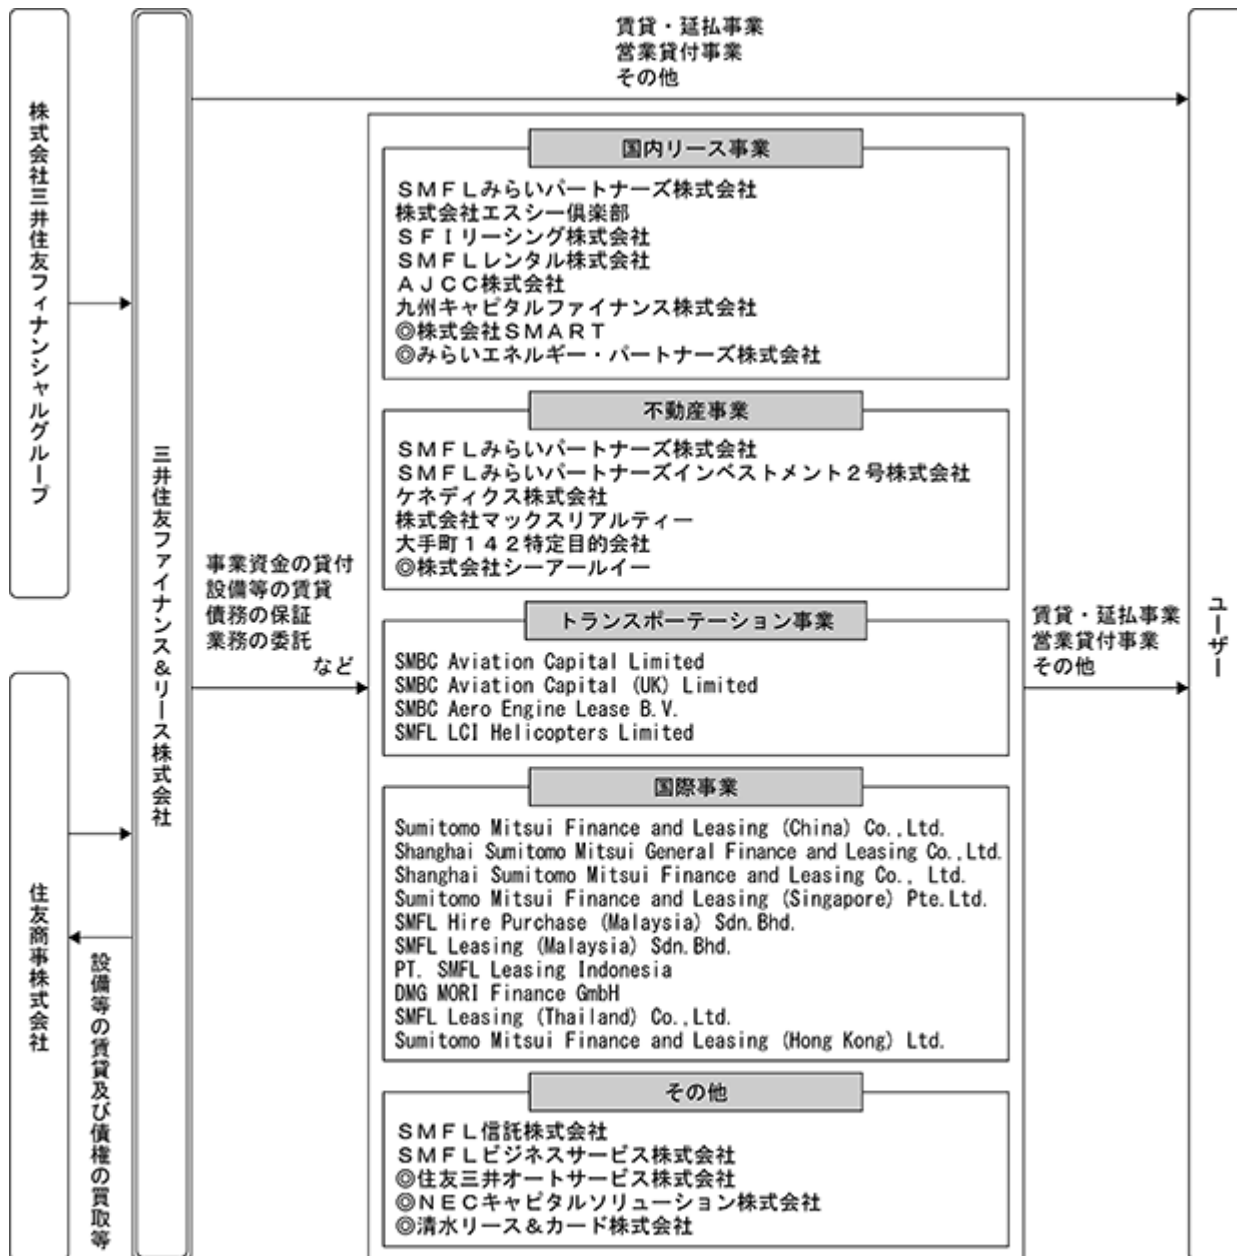 株式会社三井住友フィナンシャルグループ
住友商事株式会社
三井住友ファイナンス＆リース株式会社
設備等の賃貸及び債権の買取等
賃貸・延払事業
営業貸付事業
その他
事業資金の貸付
設備等の賃貸
債務の保証
業務の委託
など
国内リース事業
ＳＭＦＬみらいパートナーズ株式会社
株式会社エスシー倶楽部
ＳＦＩリーシング株式会社
ＳＭＦＬレンタル株式会社
ＡＪＣＣ株式会社
九州キャピタルファイナンス株式会社
◎株式会社ＳＭＡＲＴ
◎みらいエネルギー・パートナーズ株式会社
不動産事業
ＳＭＦＬみらいパートナーズ株式会社
ＳＭＦＬみらいパートナーズインベストメント２号株式会社
ケネディクス株式会社
株式会社マックスリアルティー
大手町１４２特定目的会社
◎株式会社シーアールイー
トランスポーテーション事業
SMBC Aviation Capital Limited
SMBC Aviation Capital (UK) Limited
SMBC Aero Engine Lease B.V.
SMFL LCI Helicopters Limited
国際事業
Sumitomo Mitsui Finance and Leasing (China) Co.,Ltd.
Shanghai Sumitomo Mitsui General Finance and Leasing Co.,Ltd.
Shanghai Sumitomo Mitsui Finance and Leasing Co., Ltd.
Sumitomo Mitsui Finance and Leasing (Singapore) Pte.Ltd.
SMFL Hire Purchase (Malaysia) Sdn.Bhd.
SMFL Leasing (Malaysia) Sdn.Bhd.
PT. SMFL Leasing Indonesia
DMG MORI Finance GmbH
SMFL Leasing (Thailand) Co.,Ltd.
Sumitomo Mitsui Finance and Leasing (Hong Kong) Ltd.
その他
ＳＭＦＬ信託株式会社
ＳＭＦＬビジネスサービス株式会社
◎住友三井オートサービス株式会社
◎ＮＥＣキャピタルソリューション株式会社
◎清水リース＆カード株式会社
賃貸・延払事業
営業貸付事業
その他
ユーザー